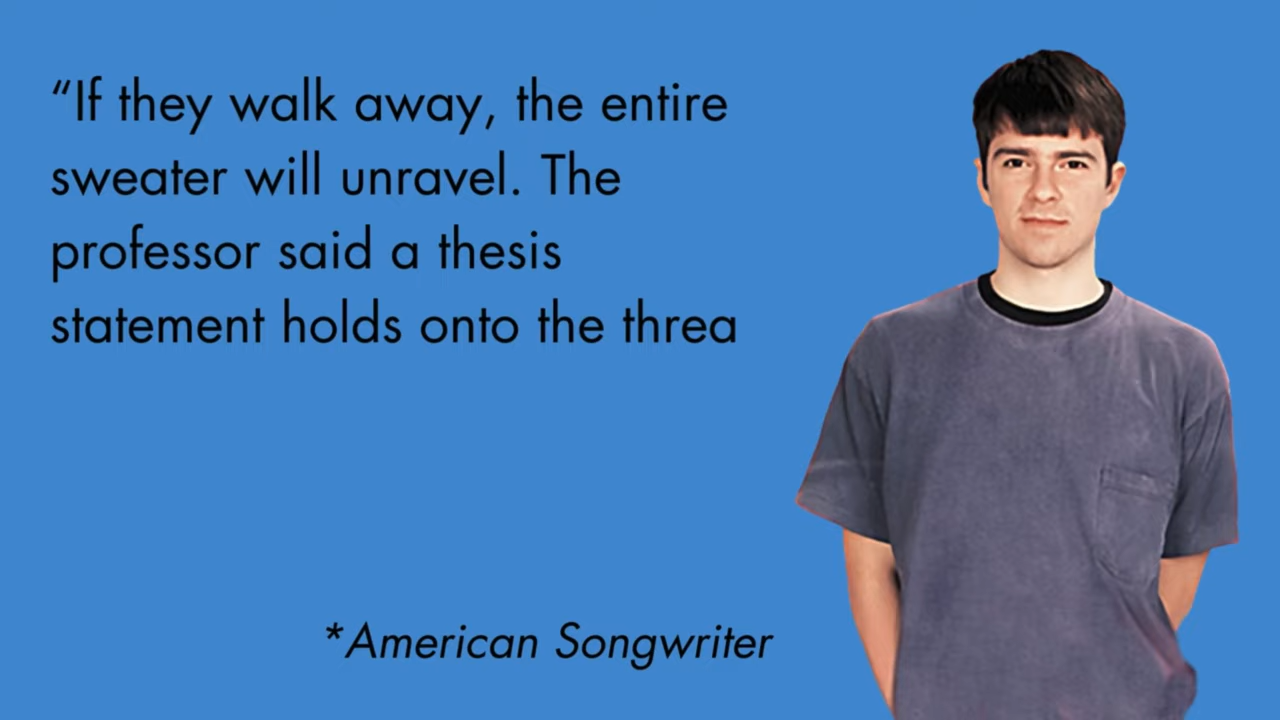 “If they walk away, the entire
sweater will unravel. The
professor said a thesis
statement holds onto the threa
*American Songwriter